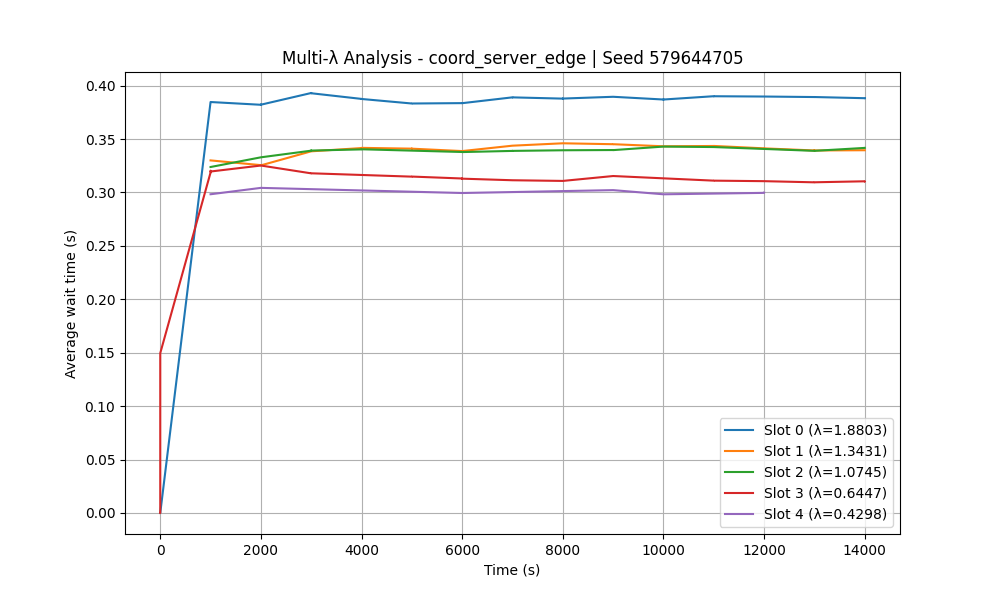 Multi-λ Analysis - coord_server_edge | Seed 579644705
Average wait time (s)
0.40
0.35
0.30
0.25
0.20
0.15
0.10
0.05
0.00
Slot 0 (λ=1.8803)
Slot 1 (λ=1.3431)
Slot 2 (λ=1.0745)
Slot 3 (λ=0.6447)
Slot 4 (λ=0.4298)
0 2000 4000 6000 8000 10000 12000 14000
Time (s)